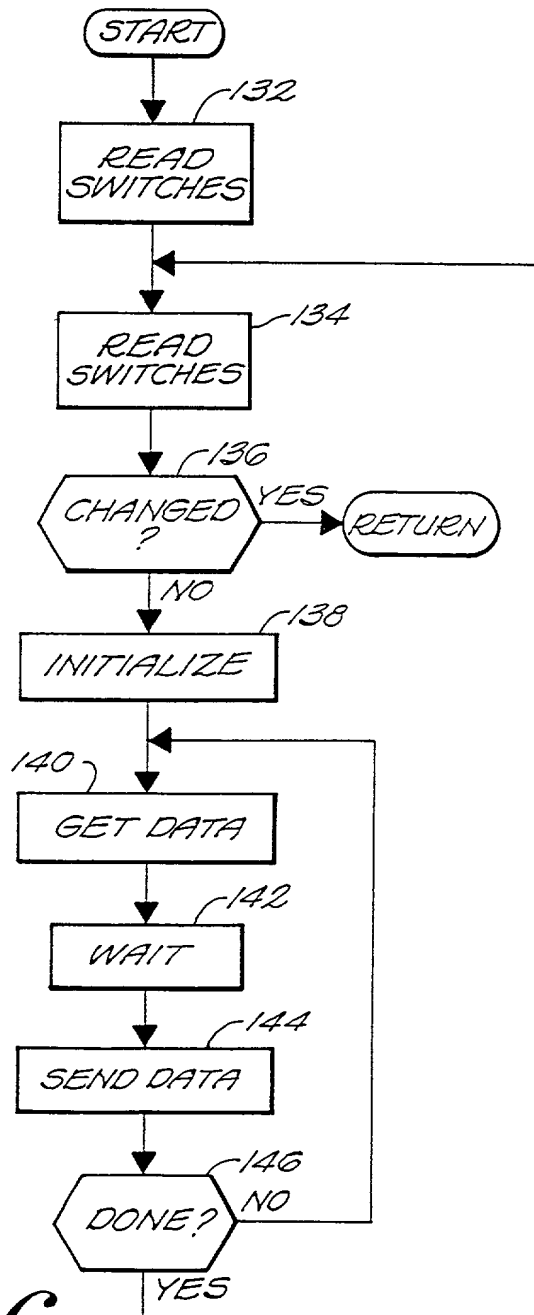 START
132
READ
SWITCHES
134
READ
SWITCHES
136
CHANGED
?
YES
RETURN
NO
138
INITIALIZE
140
GET DATA
142
WAIT
144
SEND DATA
146
DONE?
NO
YES